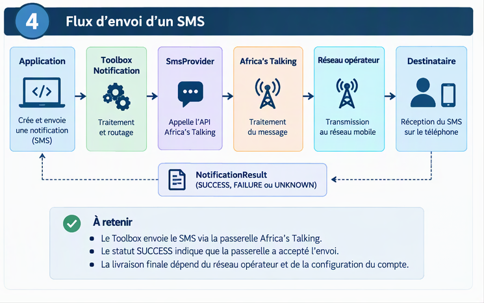 4
Flux d'envoi d'un SMS
Application
Crée et envoie
une notification
(SMS)
Toolbox
Notification
Traitement
et routage
SmsProvider
Appelle l'API
Africa's Talking
Africa's Talking
Traitement
du message
Réseau opérateur
Transmission
au réseau mobile
Destinataire
Réception du SMS
sur le téléphone
NotificationResult
(SUCCESS, FAILURE ou UNKNOWN)
À retenir
• Le Toolbox envoie le SMS via la passerelle Africa's Talking.
• Le statut SUCCESS indique que la passerelle a accepté l'envoi.
• La livraison finale dépend du réseau opérateur et de la configuration du compte.